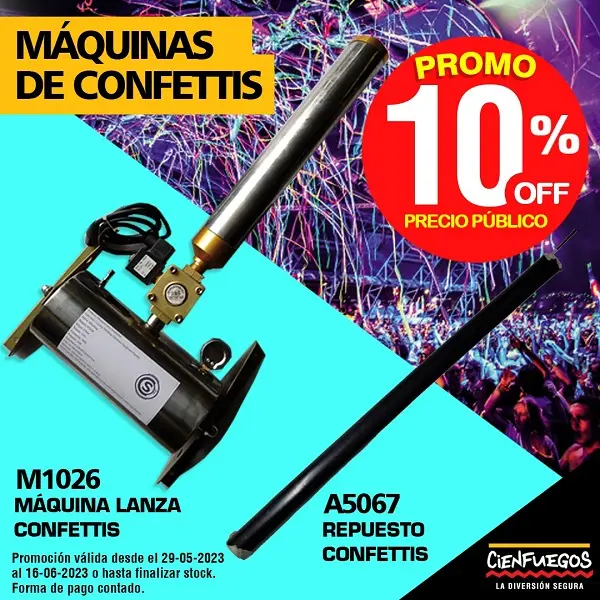 MÁQUINAS
DE CONFETTIS
PROMO
10% OFF
PRECIO PÚBLICO
S
M1026
MÁQUINA LANZA
CONFETTIS
Promoción válida desde el 29-05-2023
al 16-06-2023 o hasta finalizar stock.
Forma de pago contado.
A5067
REPUESTO
CONFETTIS
CiENFUEGOS
LA DIVERSIÓN SEGURA